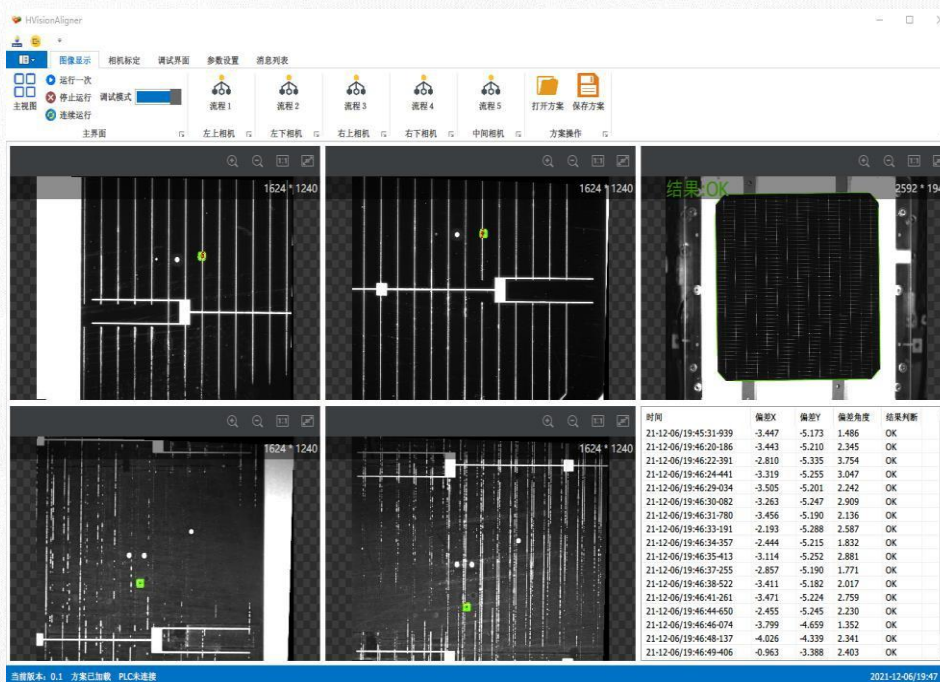 HVisionAligner
图像显示 相机标定 调试界面 参数设置 消息列表
主视图
运行一次
停止运行
连续运行
调试模式
流程 1 流程 2 流程 3 流程 4 流程 5 打开方案 保存方案
主界面 左上相机 左下相机 右上相机 右下相机 中间相机 方案操作
1:1 1:1 1:1
1624 * 1240 1624 * 1240 结果:OK 2592 * 194
1:1 1:1
1624 * 1240 1624 * 1240
时间 偏差X 偏差Y 偏差角度 结果判断
21-12-06/19:45:31-939 -3.447 -5.173 1.486 OK
21-12-06/19:46:20-186 -3.443 -5.210 2.345 OK
21-12-06/19:46:22-391 -2.810 -5.335 3.754 OK
21-12-06/19:46:24-441 -3.319 -5.255 3.047 OK
21-12-06/19:46:29-034 -3.505 -5.201 2.242 OK
21-12-06/19:46:30-082 -3.263 -5.247 2.909 OK
21-12-06/19:46:31-780 -3.456 -5.190 2.136 OK
21-12-06/19:46:33-191 -2.193 -5.288 2.587 OK
21-12-06/19:46:34-357 -2.444 -5.215 1.832 OK
21-12-06/19:46:35-413 -3.114 -5.252 2.881 OK
21-12-06/19:46:37-255 -2.857 -5.190 1.771 OK
21-12-06/19:46:38-522 -3.411 -5.182 2.017 OK
21-12-06/19:46:41-261 -3.471 -5.224 2.759 OK
21-12-06/19:46:44-650 -2.455 -5.245 2.230 OK
21-12-06/19:46:46-074 -3.799 -4.659 1.352 OK
21-12-06/19:46:48-137 -4.026 -4.339 2.341 OK
21-12-06/19:46:49-406 -0.963 -3.388 2.403 OK
当前版本: 0.1 方案已加载 PLC未连接 2021-12-06/19:47